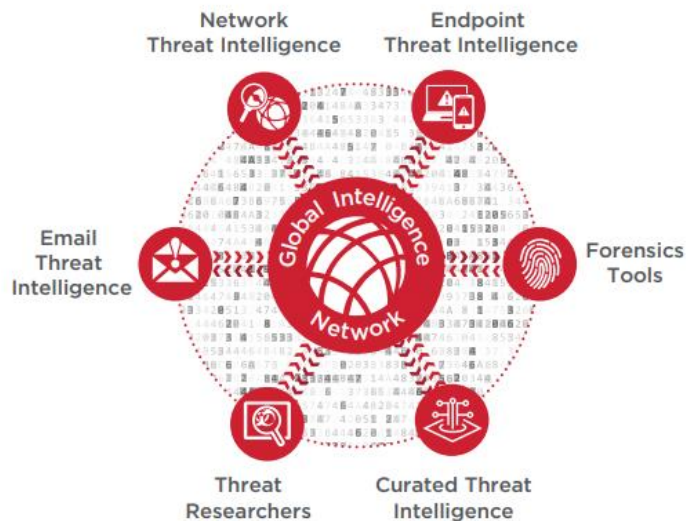 Network
Threat Intelligence
Endpoint
Threat Intelligence
Email
Threat
Intelligence
Global Intelligence
Network
Forensics
Tools
Threat
Researchers
Curated Threat
Intelligence